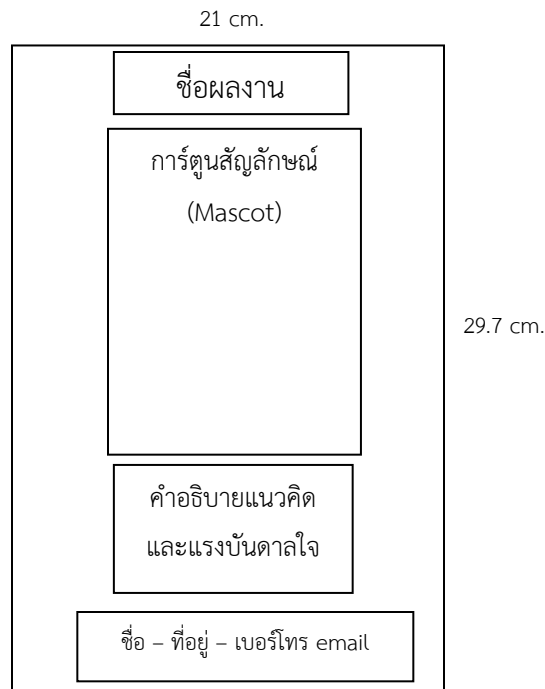 21 cm.
ชื่อผลงาน
การ์ตูนสัญลักษณ์
(Mascot)
29.7 cm.
คำอธิบายแนวคิด
และแรงบันดาลใจ
ชื่อ – ที่อยู่ – เบอร์โทร email